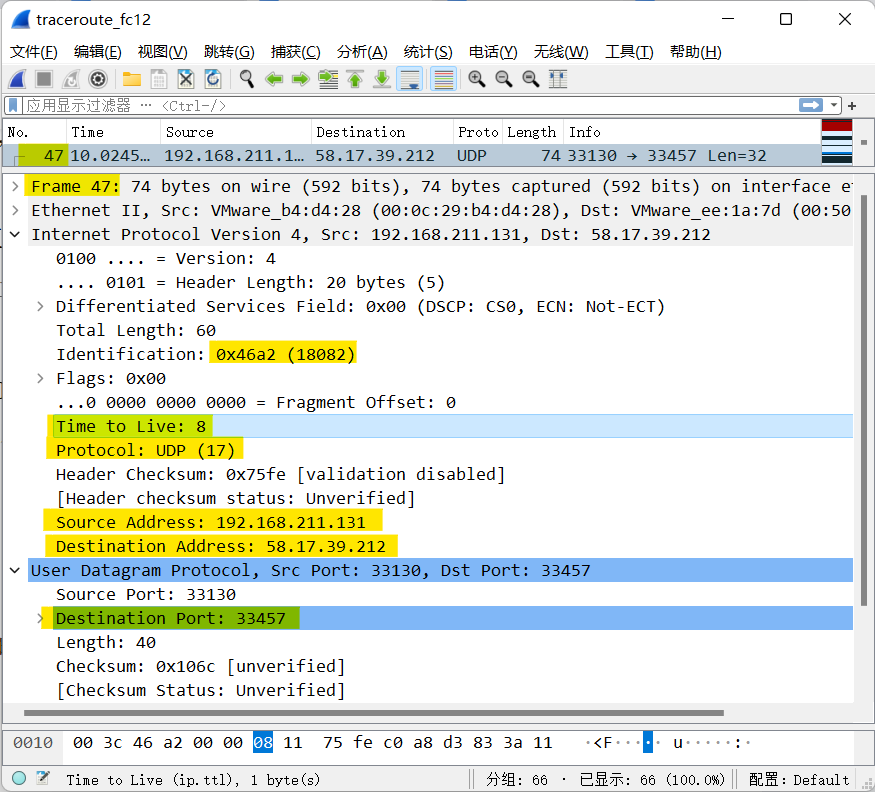 traceroute_fc12
文件(F) 编辑(E) 视图(V) 跳转(G) 捕获(C) 分析(A) 统计(S) 电话(Y) 无线(W) 工具(T) 帮助(H)
应用显示过滤器 … <Ctrl-/>
No. Time Source Destination Proto Length Info
47 10.0245… 192.168.211.1… 58.17.39.212 UDP 74 33130 → 33457 Len=32
Frame 47: 74 bytes on wire (592 bits), 74 bytes captured (592 bits) on interface
Ethernet II, Src: VMware_b4:d4:28 (00:0c:29:b4:d4:28), Dst: VMware_ee:1a:7d (00:50
Internet Protocol Version 4, Src: 192.168.211.131, Dst: 58.17.39.212
0100 .... = Version: 4
.... 0101 = Header Length: 20 bytes (5)
Differentiated Services Field: 0x00 (DSCP: CS0, ECN: Not-ECT)
Total Length: 60
Identification: 0x46a2 (18082)
Flags: 0x00
...0 0000 0000 0000 = Fragment Offset: 0
Time to Live: 8
Protocol: UDP (17)
Header Checksum: 0x75fe [validation disabled]
[Header checksum status: Unverified]
Source Address: 192.168.211.131
Destination Address: 58.17.39.212
User Datagram Protocol, Src Port: 33130, Dst Port: 33457
Source Port: 33130
Destination Port: 33457
Length: 40
Checksum: 0x106c [unverified]
[Checksum Status: Unverified]
0010 00 3c 46 a2 00 00 08 11 75 fe c0 a8 d3 83 3a 11 ·<F····· u·····:·
Time to Live (ip.ttl), 1 byte(s) 分组: 66 · 已显示: 66 (100.0%) 配置: Default